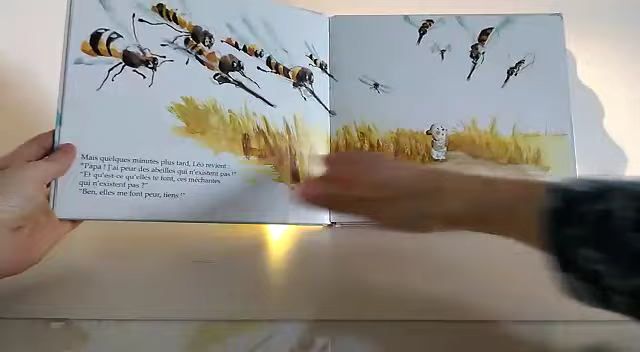 Mais quelques minutes plus tard, Léo revient :
"Papa ! J'ai peur des abeilles qui n'existent pas !"
"Et qu'est-ce qu'elles te font, ces méchantes
qui n'existent pas ?"
"Ben, elles me font peur, tiens !"